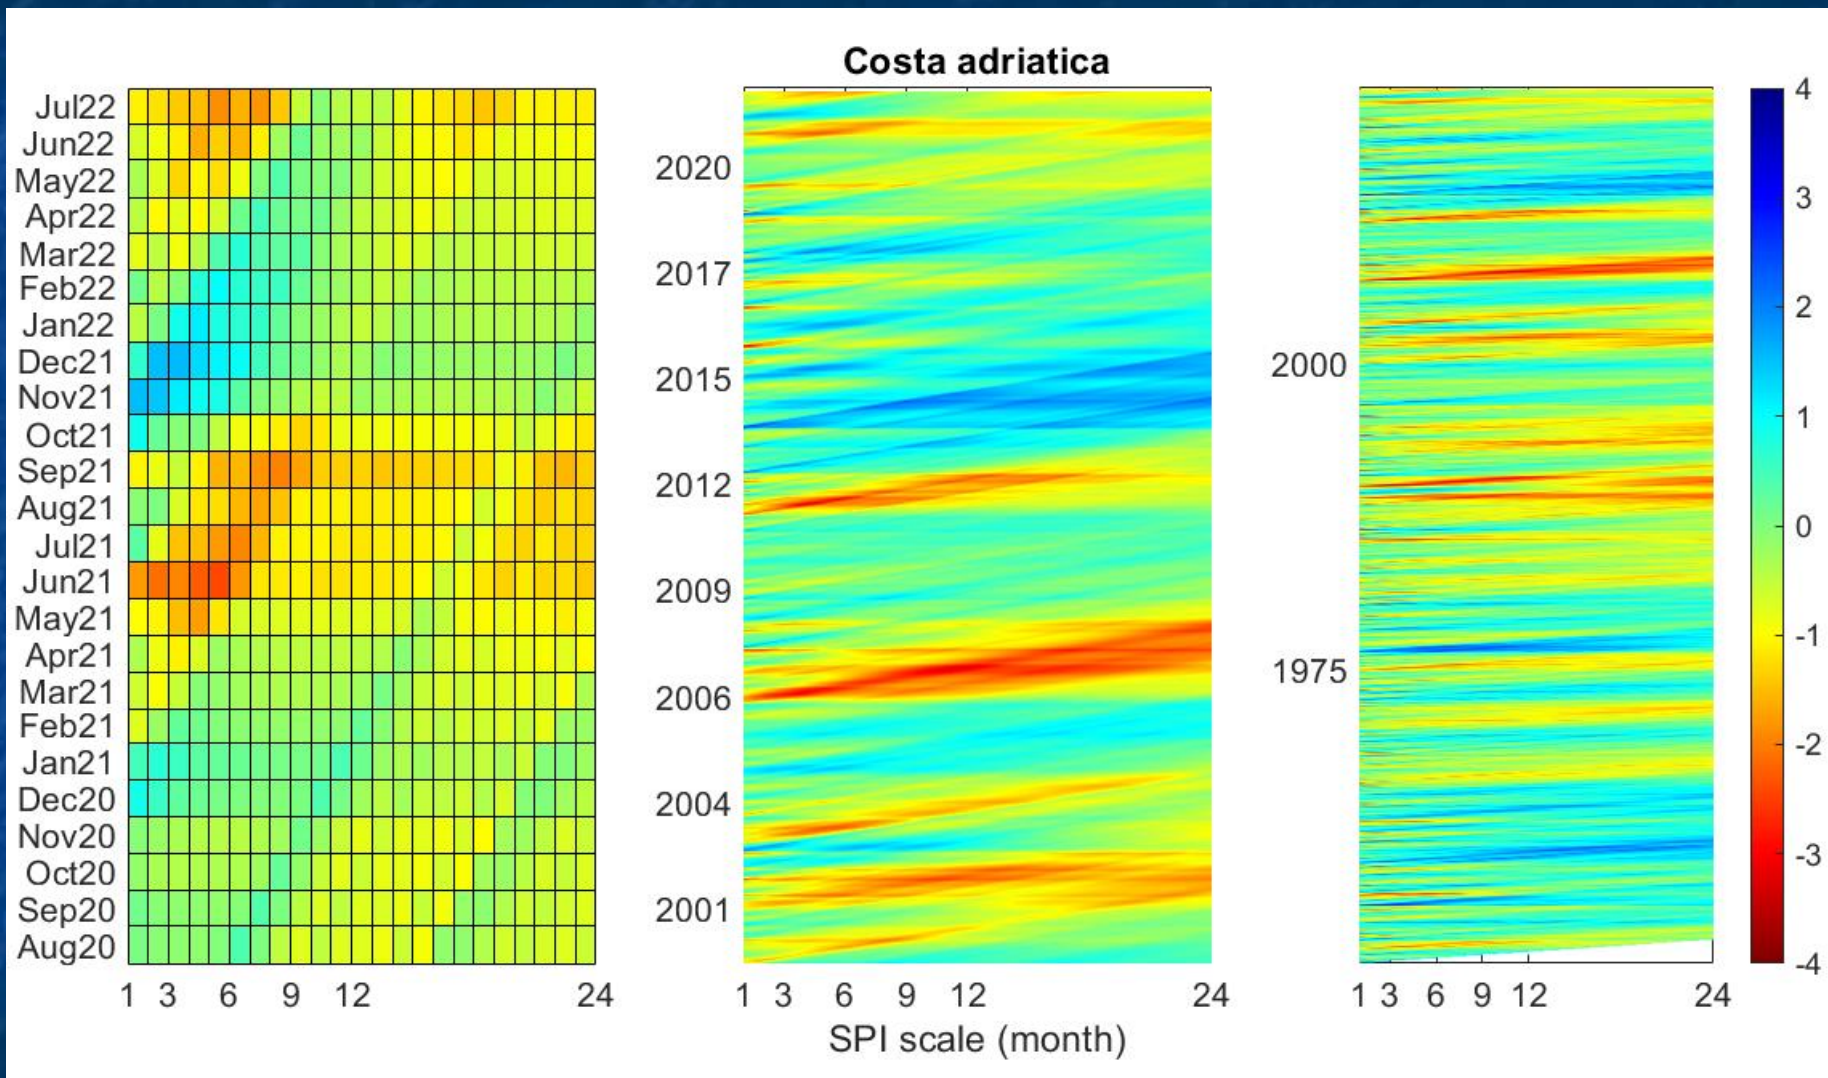 Costa adriatica
Jul22
Jun22
May22
Apr22
Mar22
Feb22
Jan22
Dec21
Nov21
Oct21
Sep21
Aug21
Jul21
Jun21
May21
Apr21
Mar21
Feb21
Jan21
Dec20
Nov20
Oct20
Sep20
Aug20
1 3 6 9 12 24
2020
2017
2015
2012
2009
2006
2004
2001
1 3 6 9 12 24
SPI scale (month)
2000
1975
1 3 6 9 12 24
4
3
2
1
0
-1
-2
-3
-4